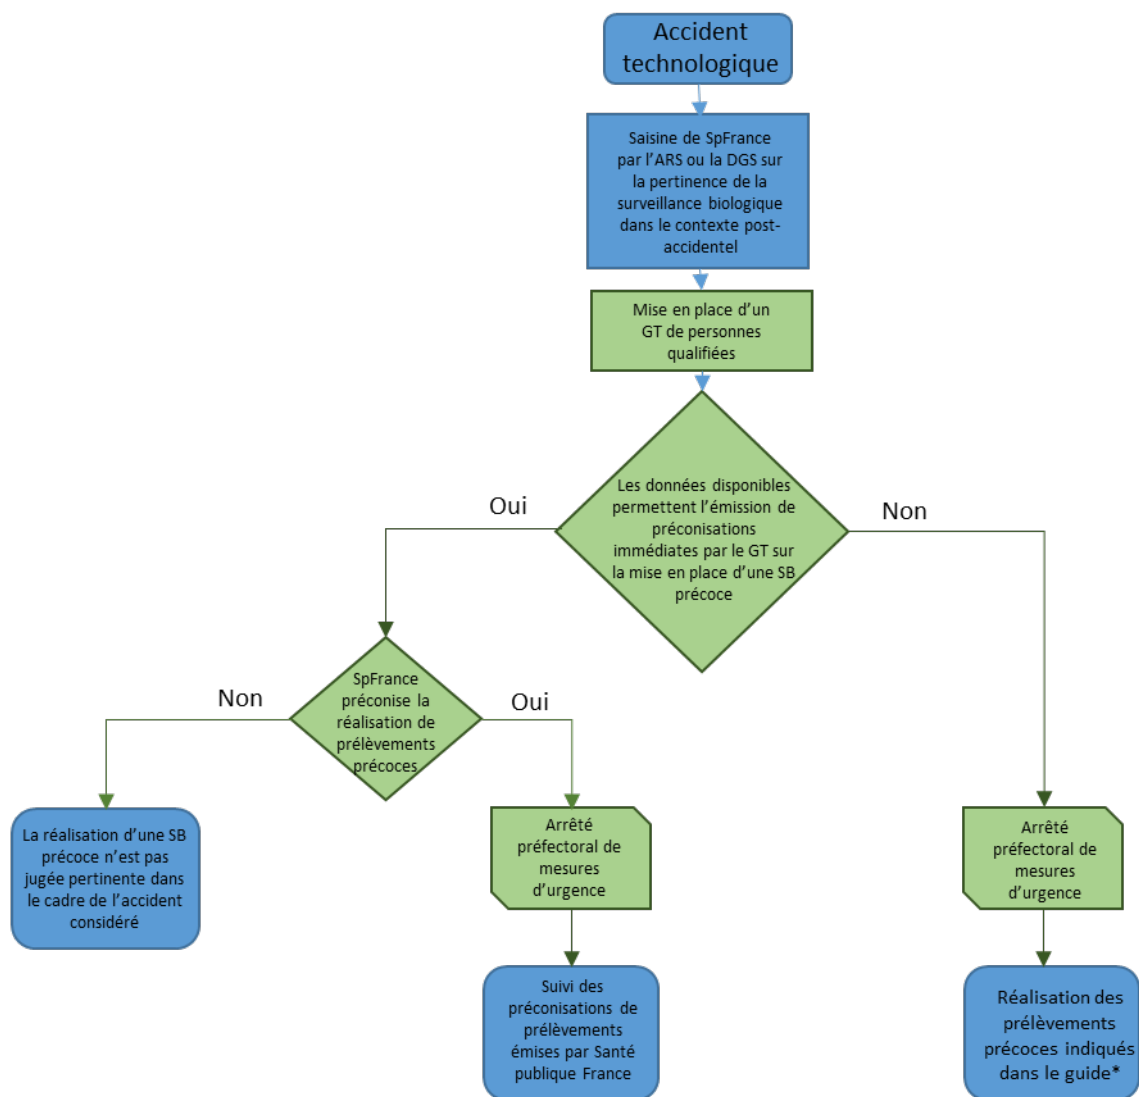 Accident
technologique
Saisine de SpFrance
par l’ARS ou la DGS sur
la pertinence de la
surveillance biologique
dans le contexte post-
accidentel
Mise en place d’un
GT de personnes
qualifiées
Les données disponibles
permettent l’émission de
préconisations
immédiates par le GT sur
la mise en place d’une SB
précoce
Oui
Non
SpFrance
préconise la
réalisation de
prélèvements
précoces
Non
Oui
La réalisation d’une SB
précoce n’est pas
jugée pertinente dans
le cadre de l’accident
considéré
Arrêté
préfectoral de
mesures
d’urgence
Arrêté
préfectoral de
mesures
d’urgence
Suivi des
préconisations de
prélèvements
émises par Santé
publique France
Réalisation des
prélèvements
précoces indiqués
dans le guide*